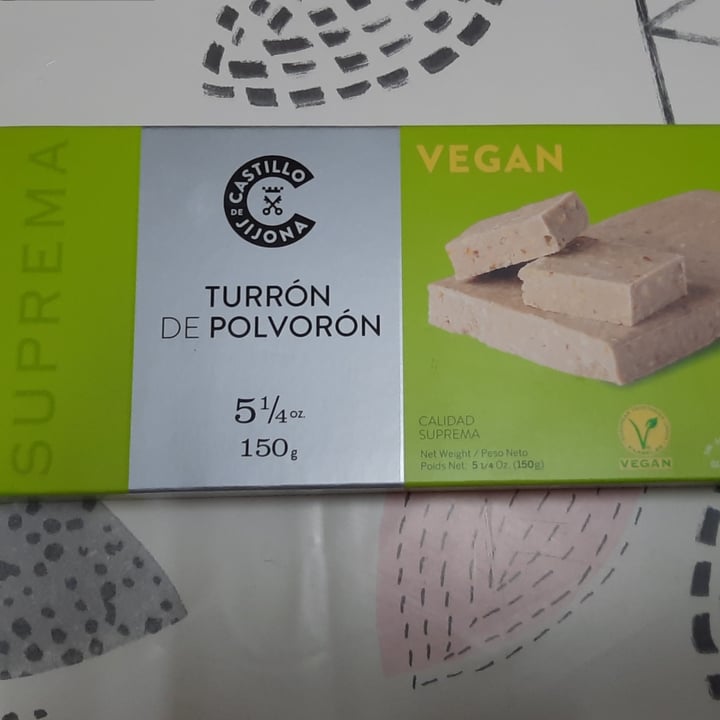 SUPREMA
CASTILLO
DE
JIJONA
TURRÓN
DE POLVORÓN
5 1/4 oz.
150 g
VEGAN
CALIDAD
SUPREMA
Net Weight / Peso Neto
Poids Net: 5 1/4 Oz. (150g)
VEGAN